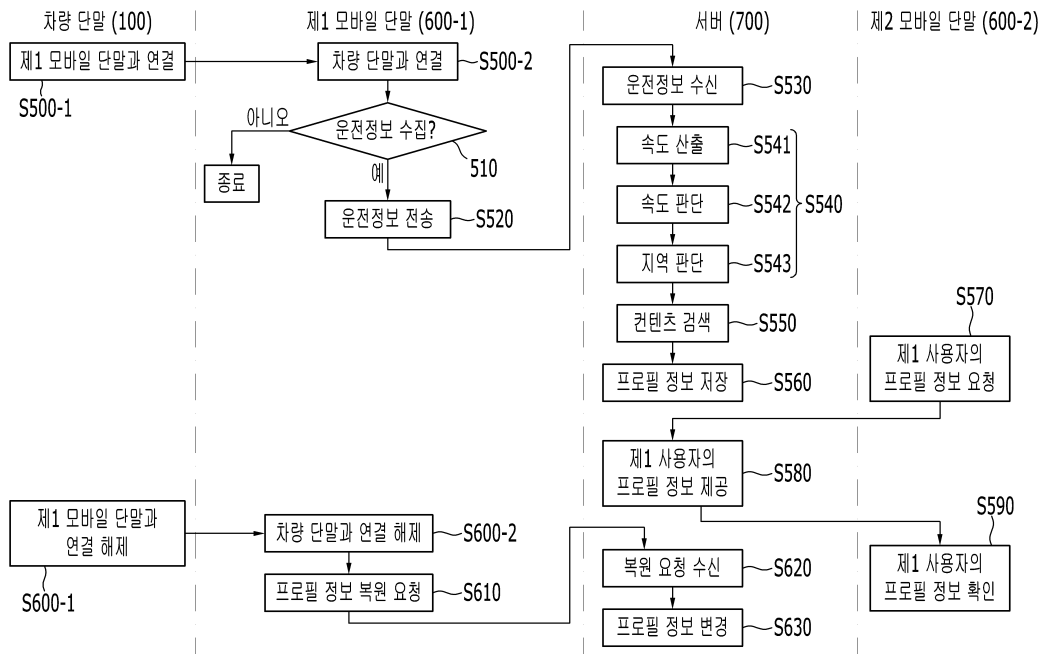 차량 단말 (100)
제1 모바일 단말 (600-1)
서버 (700)
제2 모바일 단말 (600-2)
제1 모바일 단말과 연결
S500-1
차량 단말과 연결
S500-2
운전정보 수집?
510
아니오
종료
예
운전정보 전송
S520
운전정보 수신
S530
속도 산출
S541
속도 판단
S542
S540
지역 판단
S543
컨텐츠 검색
S550
프로필 정보 저장
S560
S570
제1 사용자의
프로필 정보 요청
제1 사용자의
프로필 정보 제공
S580
S590
제1 사용자의
프로필 정보 확인
제1 모바일 단말과
연결 해제
S600-1
차량 단말과 연결 해제
S600-2
프로필 정보 복원 요청
S610
복원 요청 수신
S620
프로필 정보 변경
S630